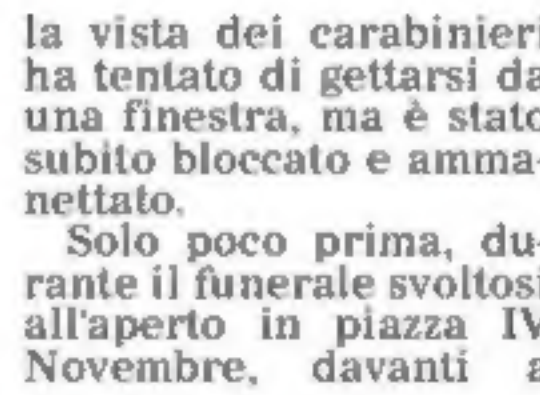 la vista dei carabinieri
ha tentato di gettarsi da
una finestra, ma è stato
subito bloccato e amma-
nettato.
Solo poco prima, du-
rante il funerale svoltosi
all'aperto in piazza IV
Novembre, davanti a